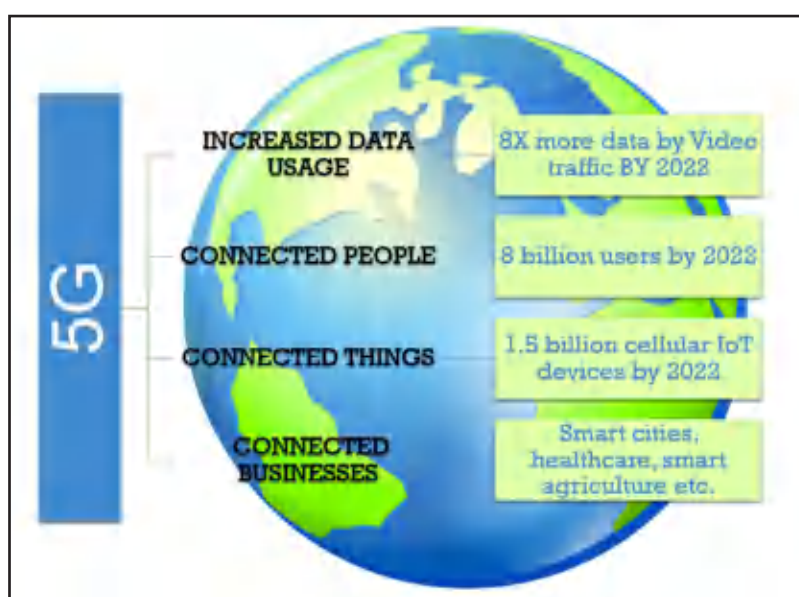 5G
INCREASED DATA
USAGE
8X more data by Video
traffic BY 2022
CONNECTED PEOPLE
8 billion users by 2022
CONNECTED THINGS
1.5 billion cellular IoT
devices by 2022
CONNECTED
BUSINESSES
Smart cities,
healthcare, smart
agriculture etc.